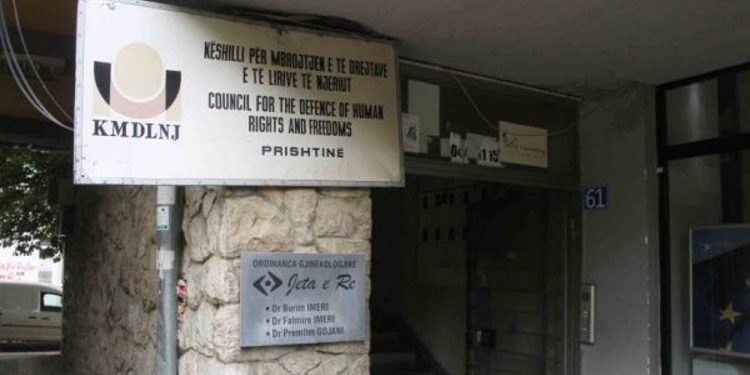 KËSHILLI PËR MBROJTJEN E TË DREJTAVE
E TË LIRIVE TË NJERIUT
COUNCIL FOR THE DEFENCE OF HUMAN
RIGHTS AND FREEDOMS
PRISHTINË
KMDLNJ
61
ORDINANCA GJINEKOLOGJIKE
Jeta e Re
• Dr Burim IMERI
• Dr Fatmire IMERI
• Dr Premtim GOJANI